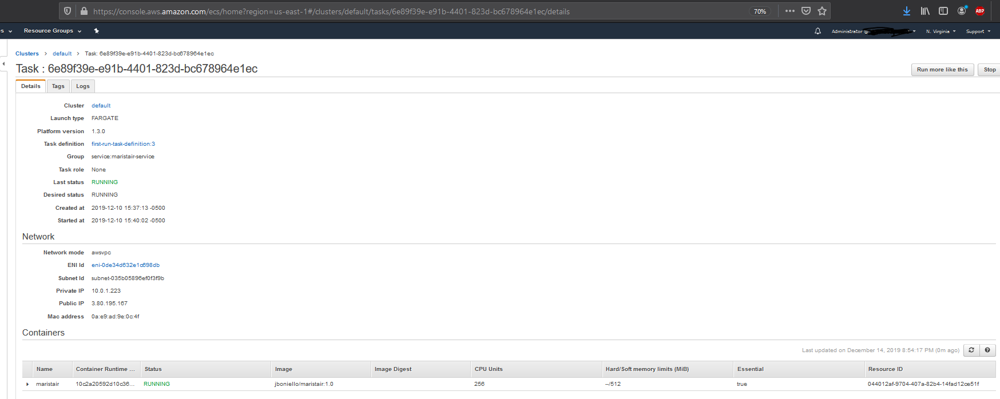 https://console.aws.amazon.com/ecs/home?region=us-east-1#/clusters/default/tasks/6e89f39e-e91b-4401-823d-bc678964e1ec/details 70% ABP
s Resource Groups Administrator @ N. Virginia Support
Clusters > default > Task: 6e89f39e-e91b-4401-823d-bc678964e1ec
Task : 6e89f39e-e91b-4401-823d-bc678964e1ec Run more like this Stop
Details Tags Logs
Cluster default
Launch type FARGATE
Platform version 1.3.0
Task definition first-run-task-definition:3
Group service:maristair-service
Task role None
Last status RUNNING
Desired status RUNNING
Created at 2019-12-10 15:37:13 -0500
Started at 2019-12-10 15:40:02 -0500
Network
Network mode awsvpc
ENI Id eni-0de34d632e1c698db
Subnet Id subnet-035b05896ef0f3f9b
Private IP 10.0.1.223
Public IP 3.80.195.167
Mac address 0a:e9:ad:9e:0c:4f
Containers
Last updated on December 14, 2019 8:54:17 PM (0m ago)
Name Container Runtime ... Status Image Image Digest CPU Units Hard/Soft memory limits (MiB) Essential Resource ID
maristair 10c2a20592d10c36... RUNNING jboniello/maristair:1.0 256 --/512 true 044012af-9704-407a-82b4-14fad12ce51f